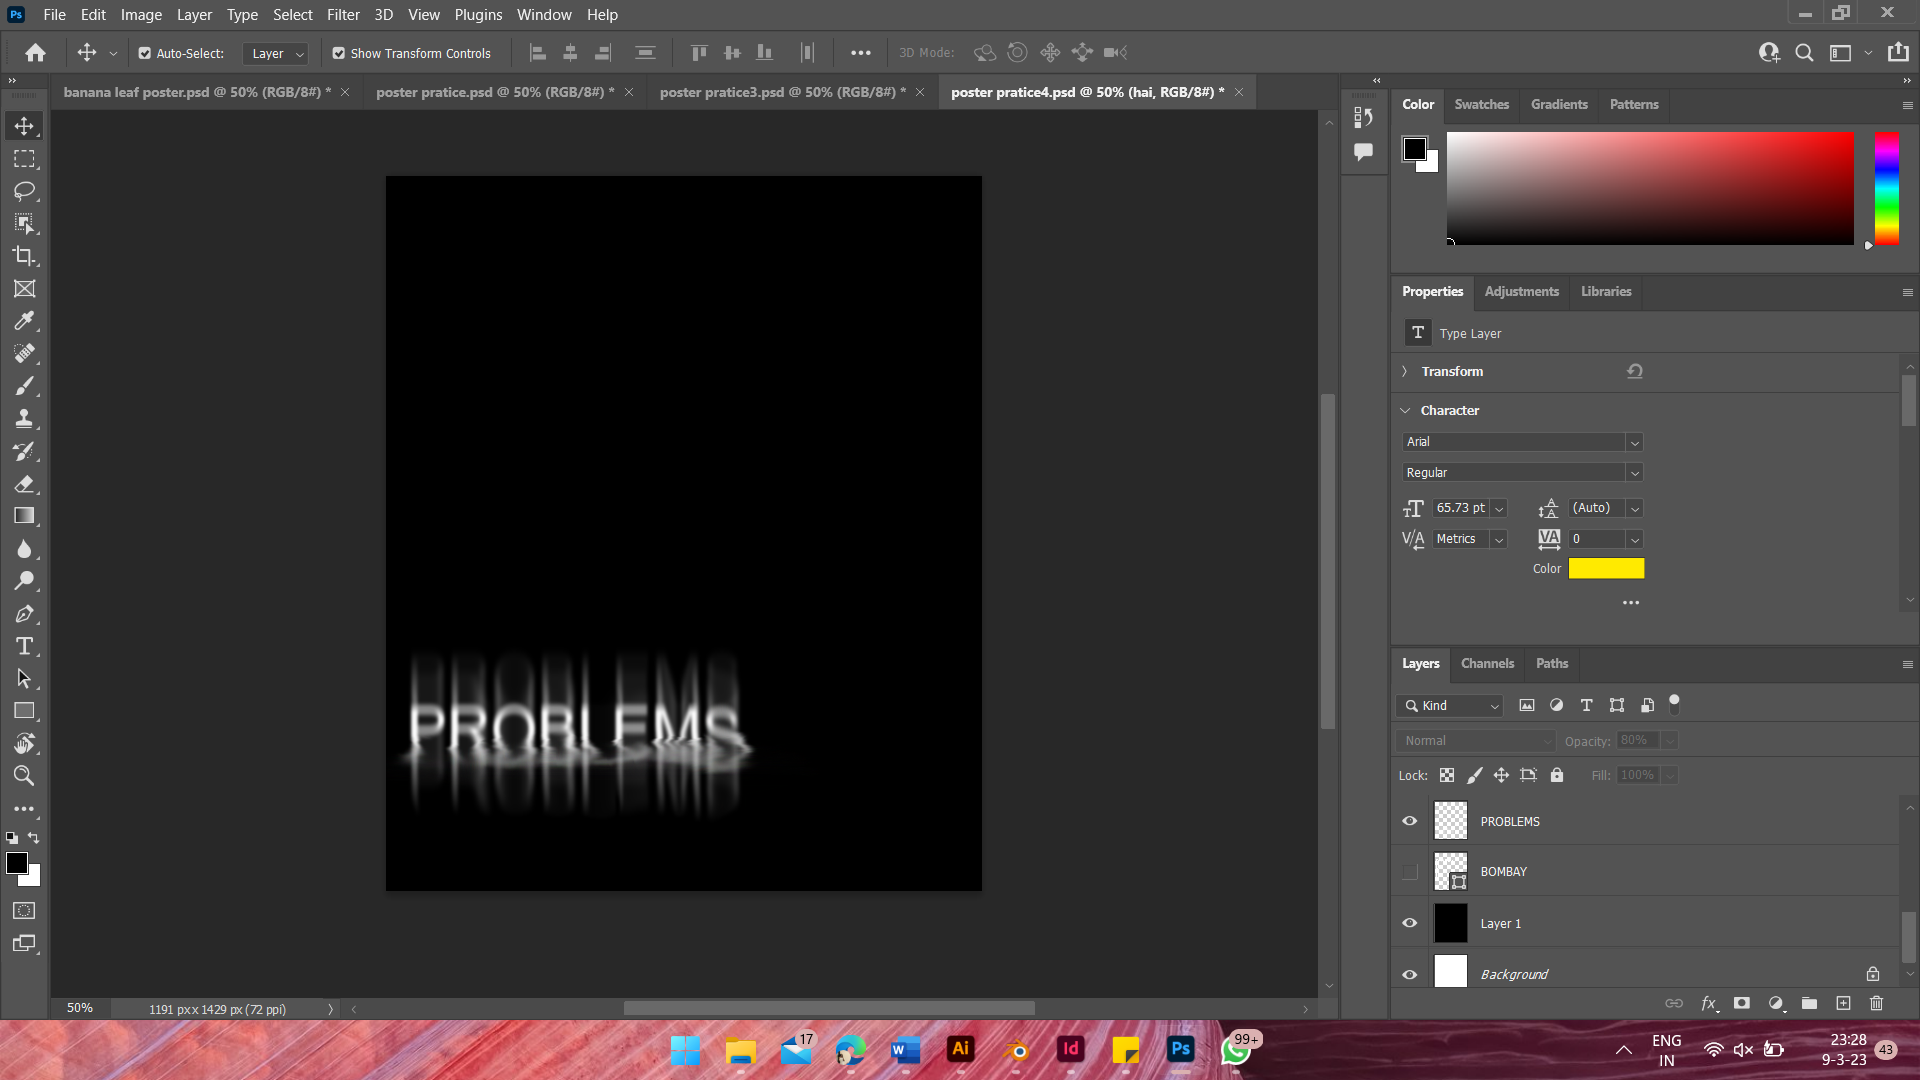 Ps File Edit Image Layer Type Select Filter 3D View Plugins Window Help
Auto-Select: Layer Show Transform Controls 3D Mode:
banana leaf poster.psd @ 50% (RGB/8#) * poster pratice.psd @ 50% (RGB/8#) * poster pratice3.psd @ 50% (RGB/8#) * poster pratice4.psd @ 50% (hai, RGB/8#) *
Color Swatches Gradients Patterns
Properties Adjustments Libraries
T Type Layer
Transform
Character
Arial
Regular
65.73 pt (Auto)
Metrics 0
Color
PROBLEMS
Layers Channels Paths
Kind
Normal Opacity: 80%
Lock: Fill: 100%
PROBLEMS
BOMBAY
Layer 1
Background
50% 1191 px x 1429 px (72 ppi)
17 W Ai Id Ps 99+
ENG
IN
23:28
9-3-23
43